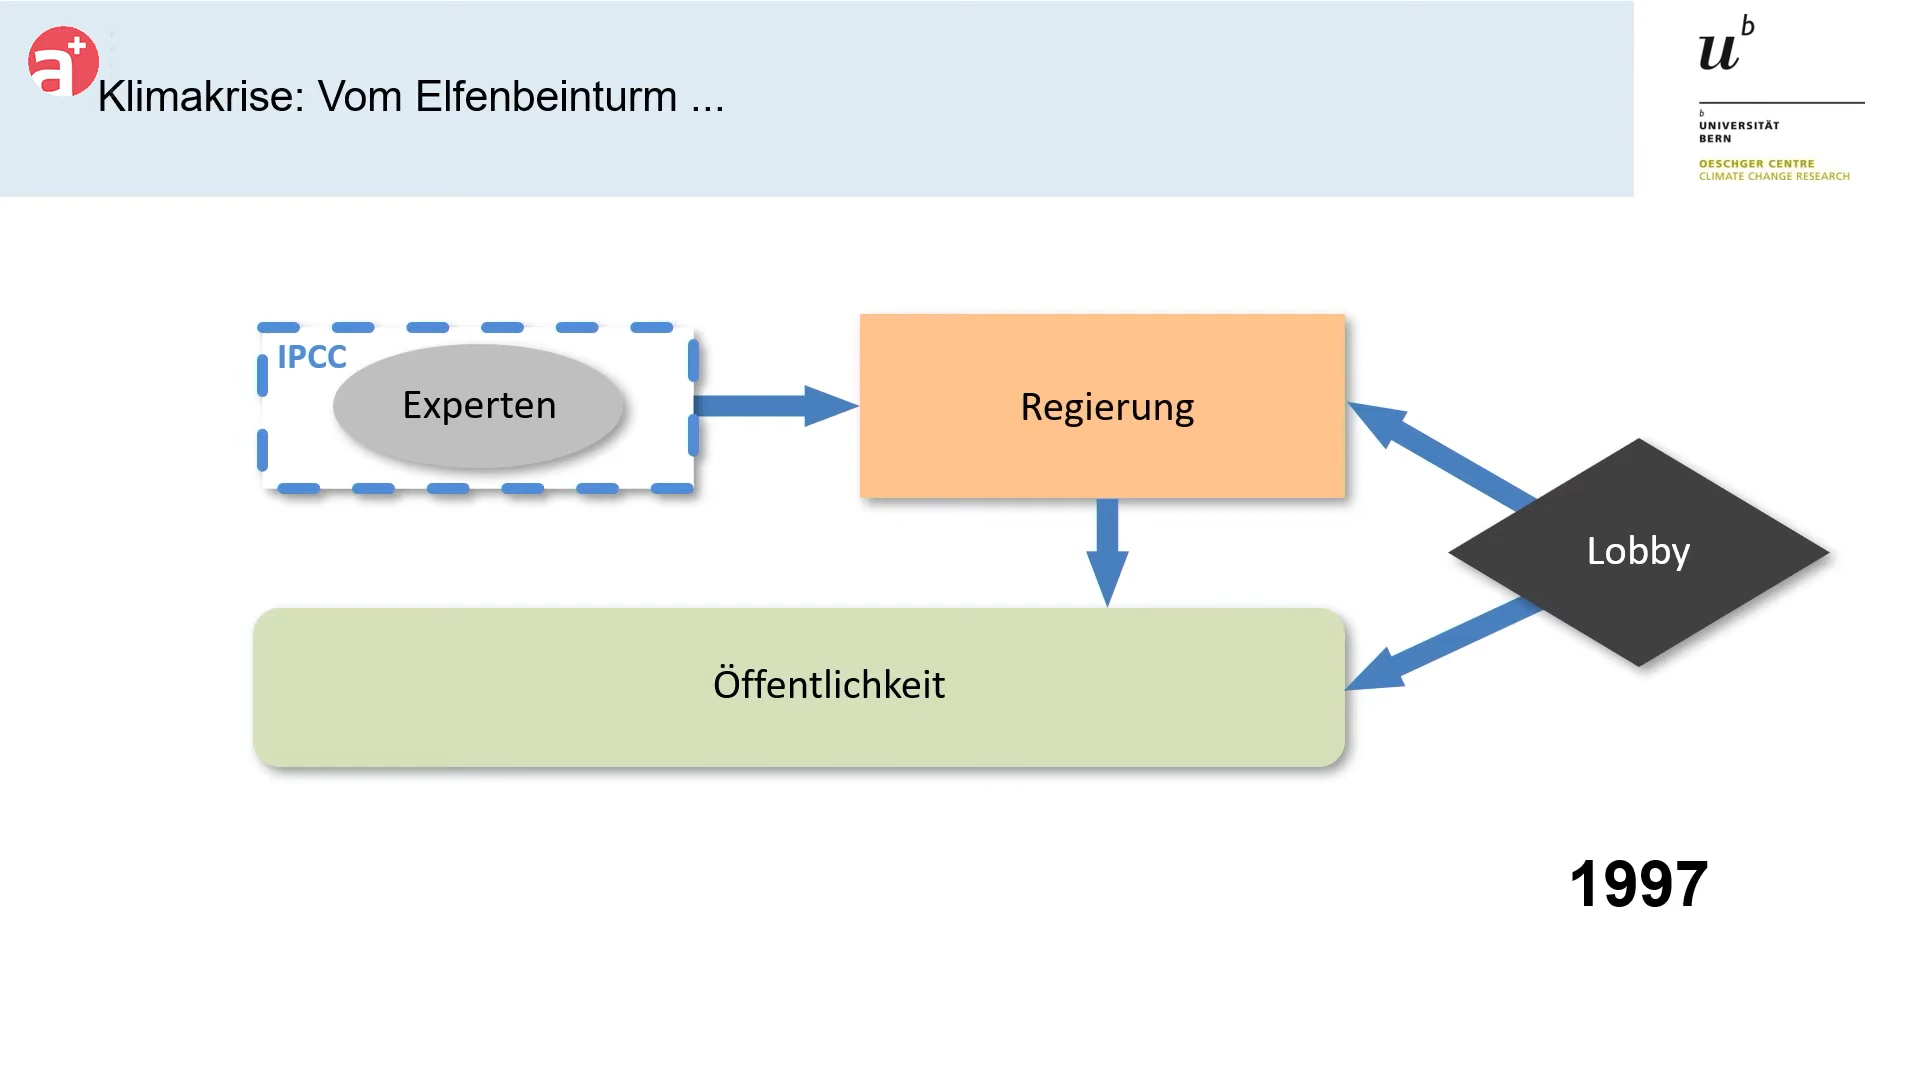 a+
Klimakrise: Vom Elfenbeinturm ...
u^b
b
UNIVERSITÄT
BERN
OESCHGER CENTRE
CLIMATE CHANGE RESEARCH
IPCC
Experten
Regierung
Lobby
Öffentlichkeit
1997